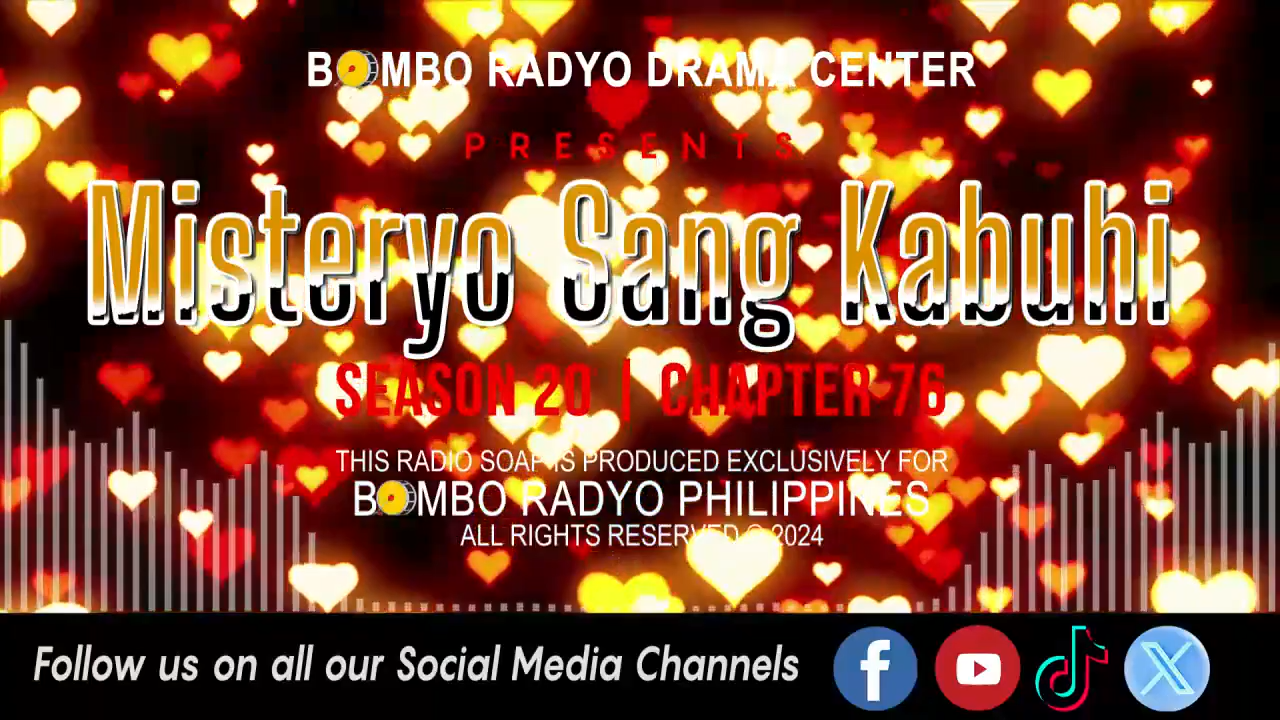 BOMBO RADYO DRAMA CENTER
PRESENTS
Misteryo Sang Kabuhi
SEASON 20 | CHAPTER 76
THIS RADIO SOAP IS PRODUCED EXCLUSIVELY FOR
BOMBO RADYO PHILIPPINES
ALL RIGHTS RESERVED © 2024
Follow us on all our Social Media Channels